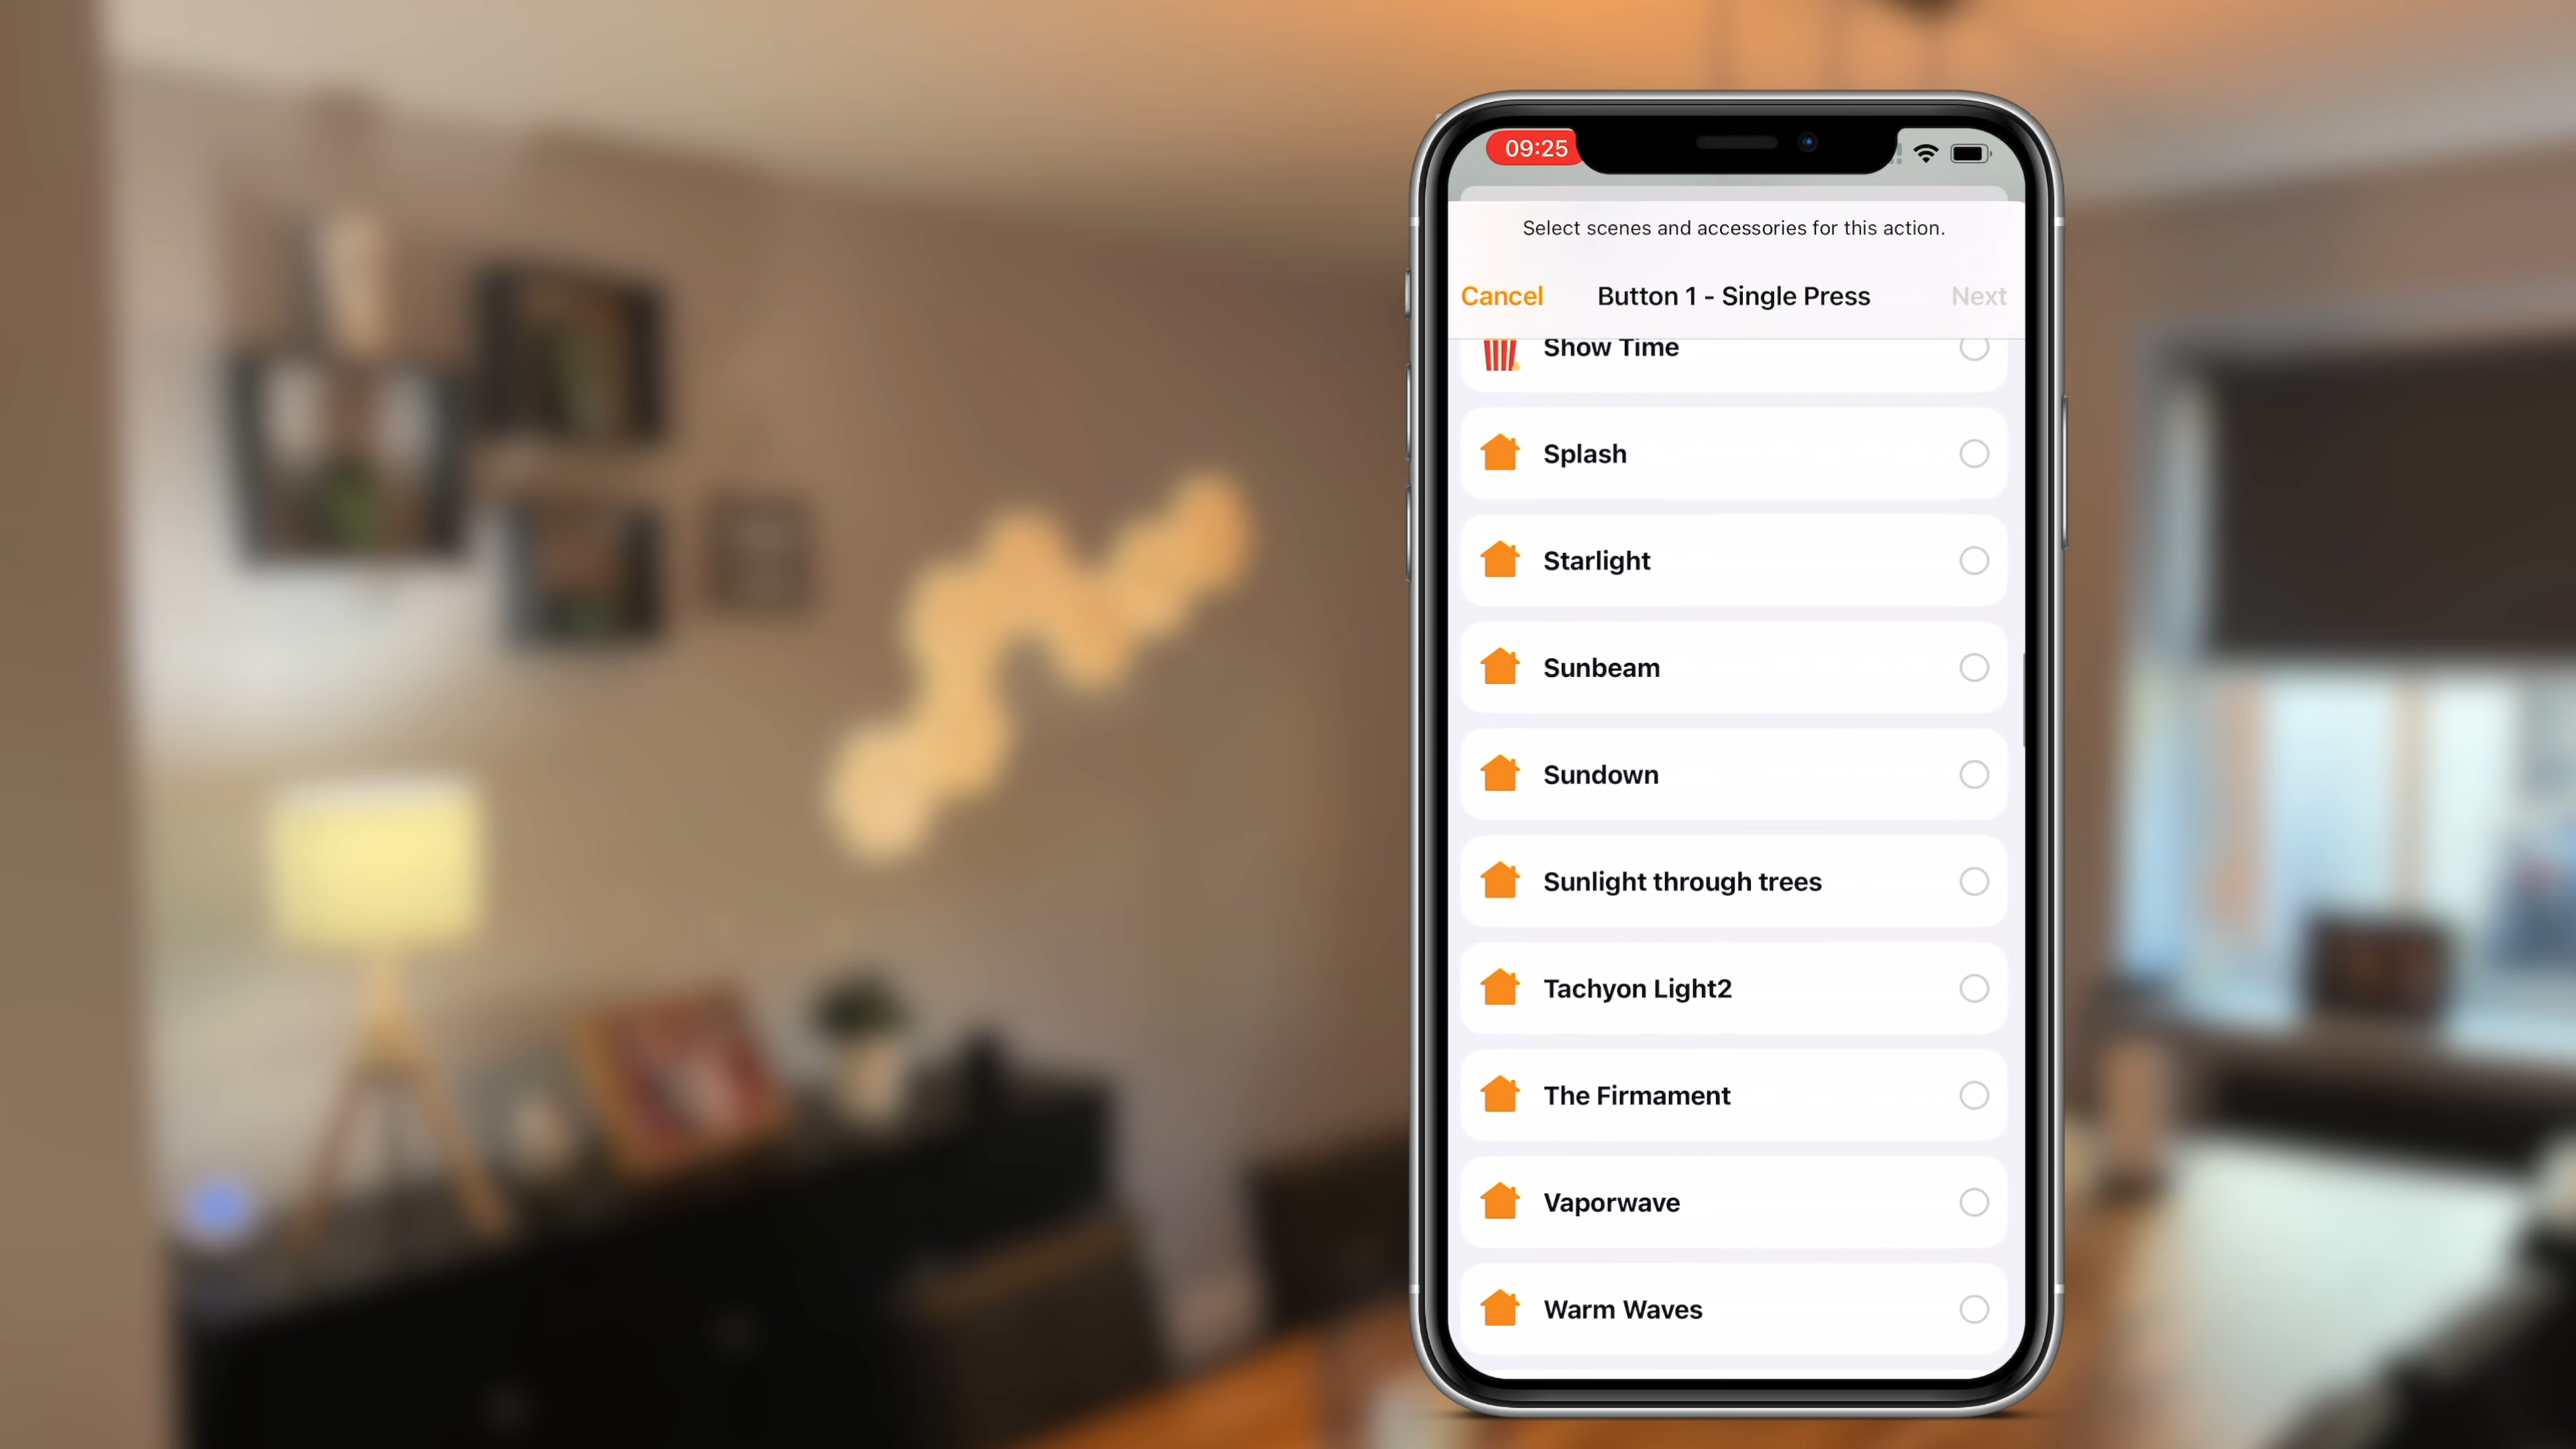 09:25
Select scenes and accessories for this action.
Cancel Button 1 - Single Press Next
Show Time
Splash
Starlight
Sunbeam
Sundown
Sunlight through trees
Tachyon Light2
The Firmament
Vaporwave
Warm Waves